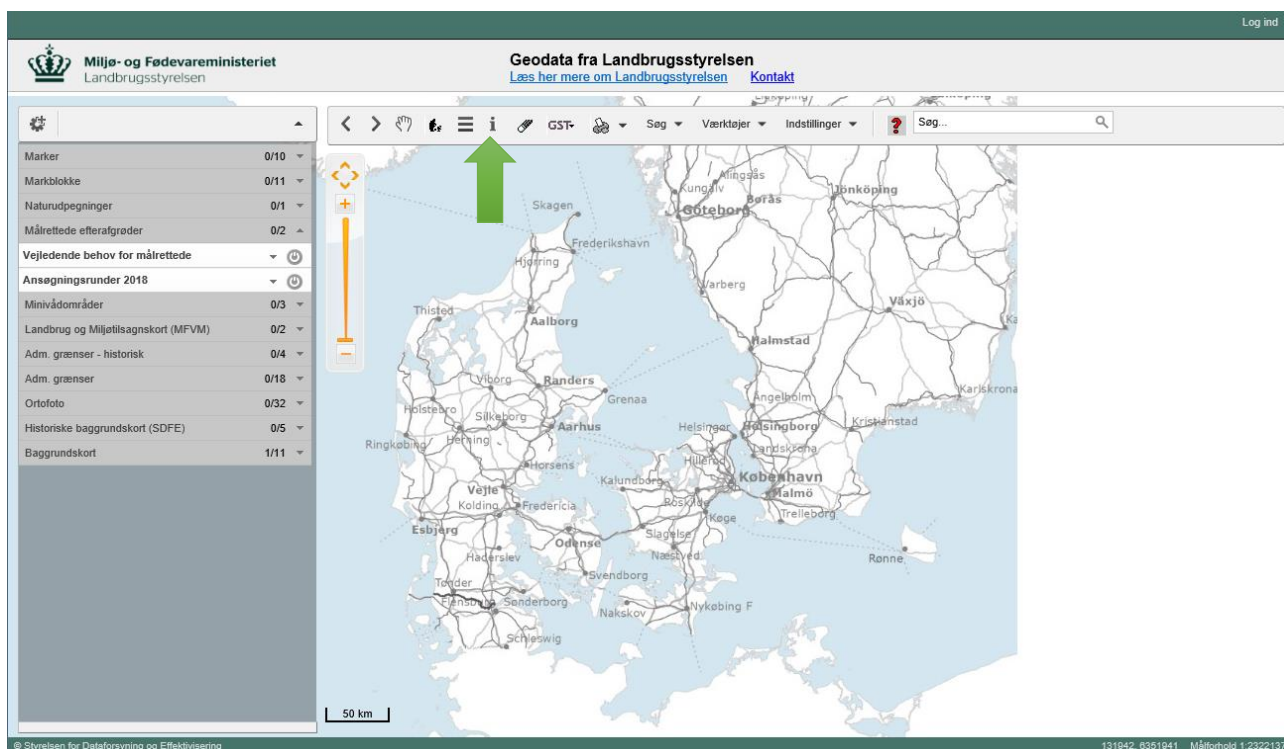 Log ind
Miljø- og Fødevareministeriet
Landbrugsstyrelsen
Geodata fra Landbrugsstyrelsen
Læs her mere om Landbrugsstyrelsen Kontakt
GST Søg Værktøjer Indstillinger ? Søg...
Marker 0/10
Markblokke 0/11
Naturudpegninger 0/1
Målrettede efterafgrøder 0/2
Vejledende behov for målrettede
Ansøgningsrunder 2018
Minivådområder 0/3
Landbrug og Miljøtilsagnskort (MFVM) 0/2
Adm. grænser - historisk 0/4
Adm. grænser 0/18
Ortofoto 0/32
Historiske baggrundskort (SDFE) 0/5
Baggrundskort 1/11
Alingsås
Kungälv
Jönköping
Borås
Göteborg
Skagen
Frederikshavn
Hjørring
Varberg
Växjö
Thisted
Aalborg
Halmstad
Viborg
Randers
Karlskrona
Grenaa
Ängelholm
Holstebro
Silkeborg
Aarhus
Helsingør
Helsingborg
Kristianstad
Ringkøbing
Herning
Landskrona
Horsens
Hillerød
Kalundborg
København
Vejle
Malmö
Kolding
Fredericia
Roskilde
Køge
Trelleborg
Esbjerg
Odense
Slagelse
Næstved
Rønne
Haderslev
Svendborg
Tønder
Flensburg
Sønderborg
Nakskov
Nykøbing F
Schleswig
50 km
© Styrelsen for Dataforsyning og Effektivisering
131942, 6351941 Målforhold 1:2322137